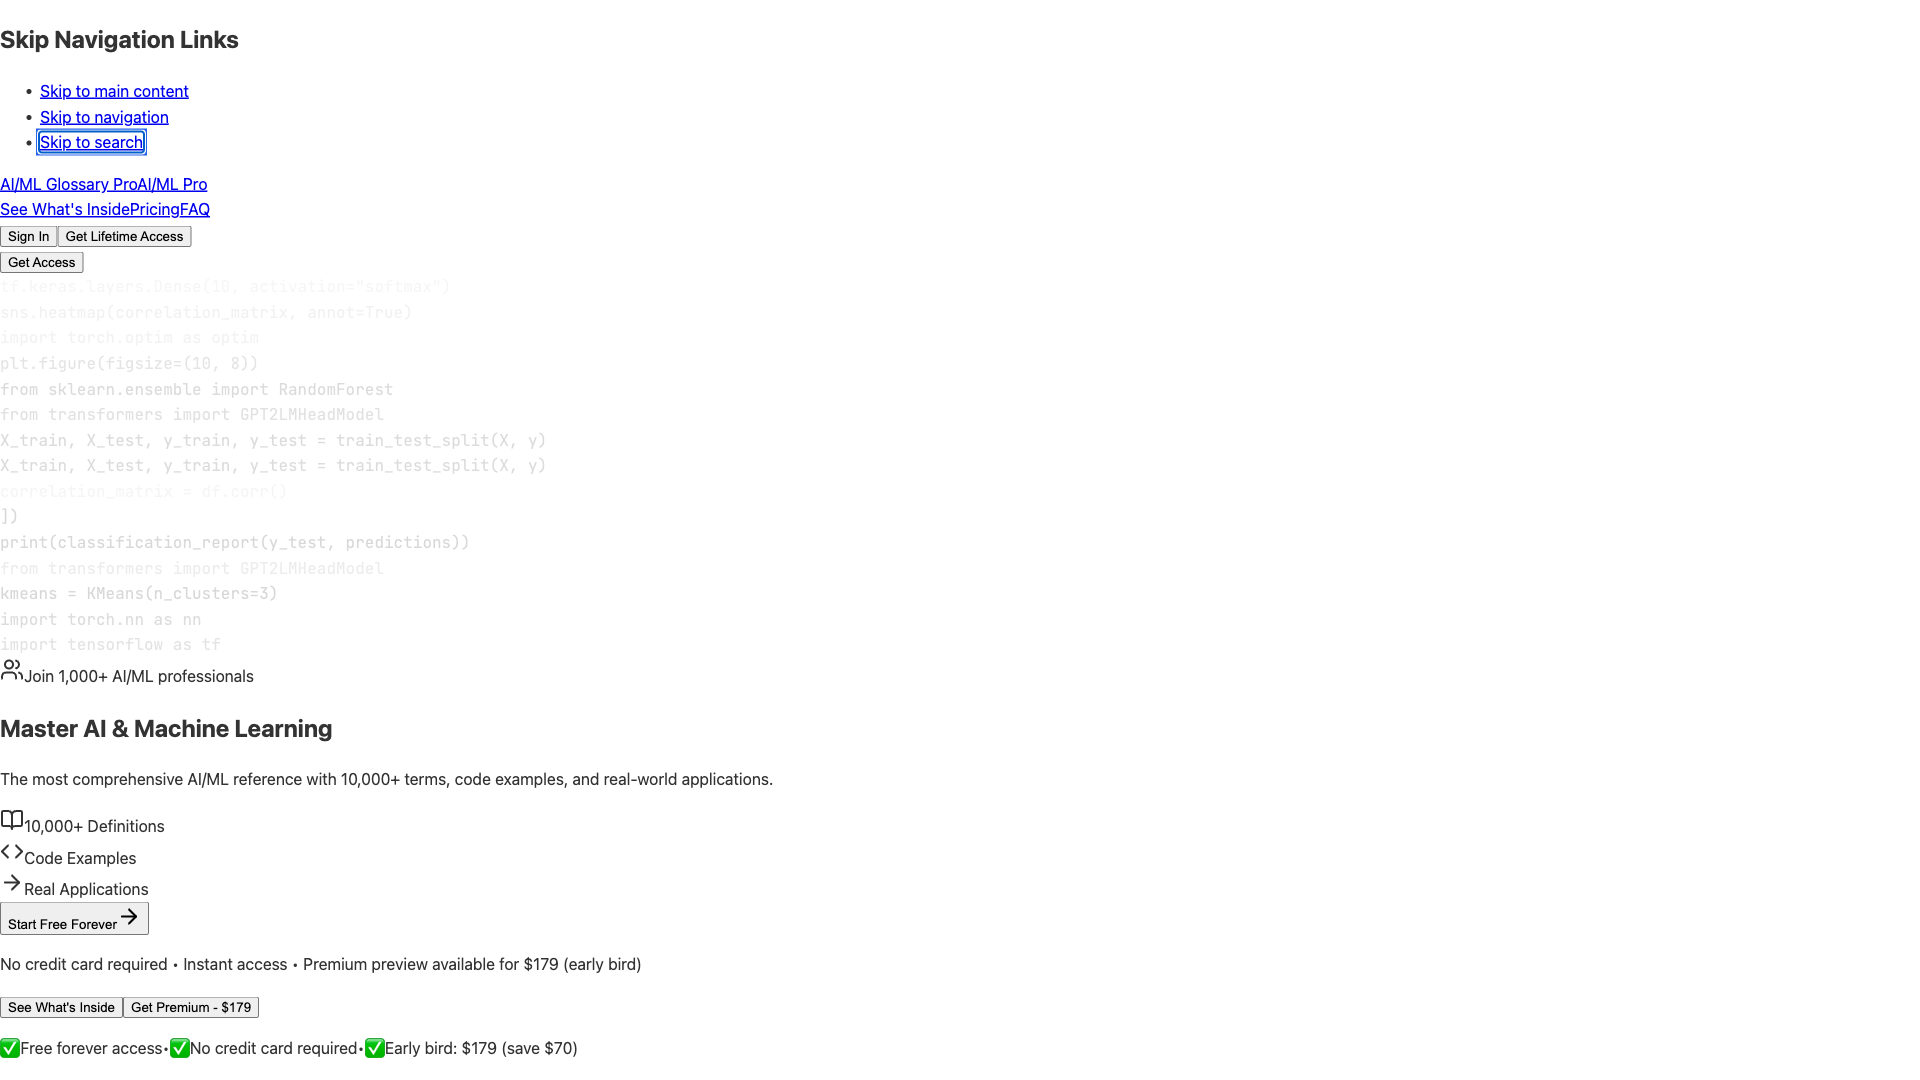 Skip Navigation Links
• Skip to main content
• Skip to navigation
• Skip to search
AI/ML Glossary ProAI/ML Pro
See What's InsidePricingFAQ
Sign In Get Lifetime Access
Get Access
tf.keras.layers.Dense(10, activation="softmax")
sns.heatmap(correlation_matrix, annot=True)
import torch.optim as optim
plt.figure(figsize=(10, 8))
from sklearn.ensemble import RandomForest
from transformers import GPT2LMHeadModel
X_train, X_test, y_train, y_test = train_test_split(X, y)
X_train, X_test, y_train, y_test = train_test_split(X, y)
correlation_matrix = df.corr()
])
print(classification_report(y_test, predictions))
from transformers import GPT2LMHeadModel
kmeans = KMeans(n_clusters=3)
import torch.nn as nn
import tensorflow as tf
Join 1,000+ AI/ML professionals
Master AI & Machine Learning
The most comprehensive AI/ML reference with 10,000+ terms, code examples, and real-world applications.
10,000+ Definitions
Code Examples
Real Applications
Start Free Forever
No credit card required • Instant access • Premium preview available for $179 (early bird)
See What's Inside Get Premium - $179
✅Free forever access•✅No credit card required•✅Early bird: $179 (save $70)